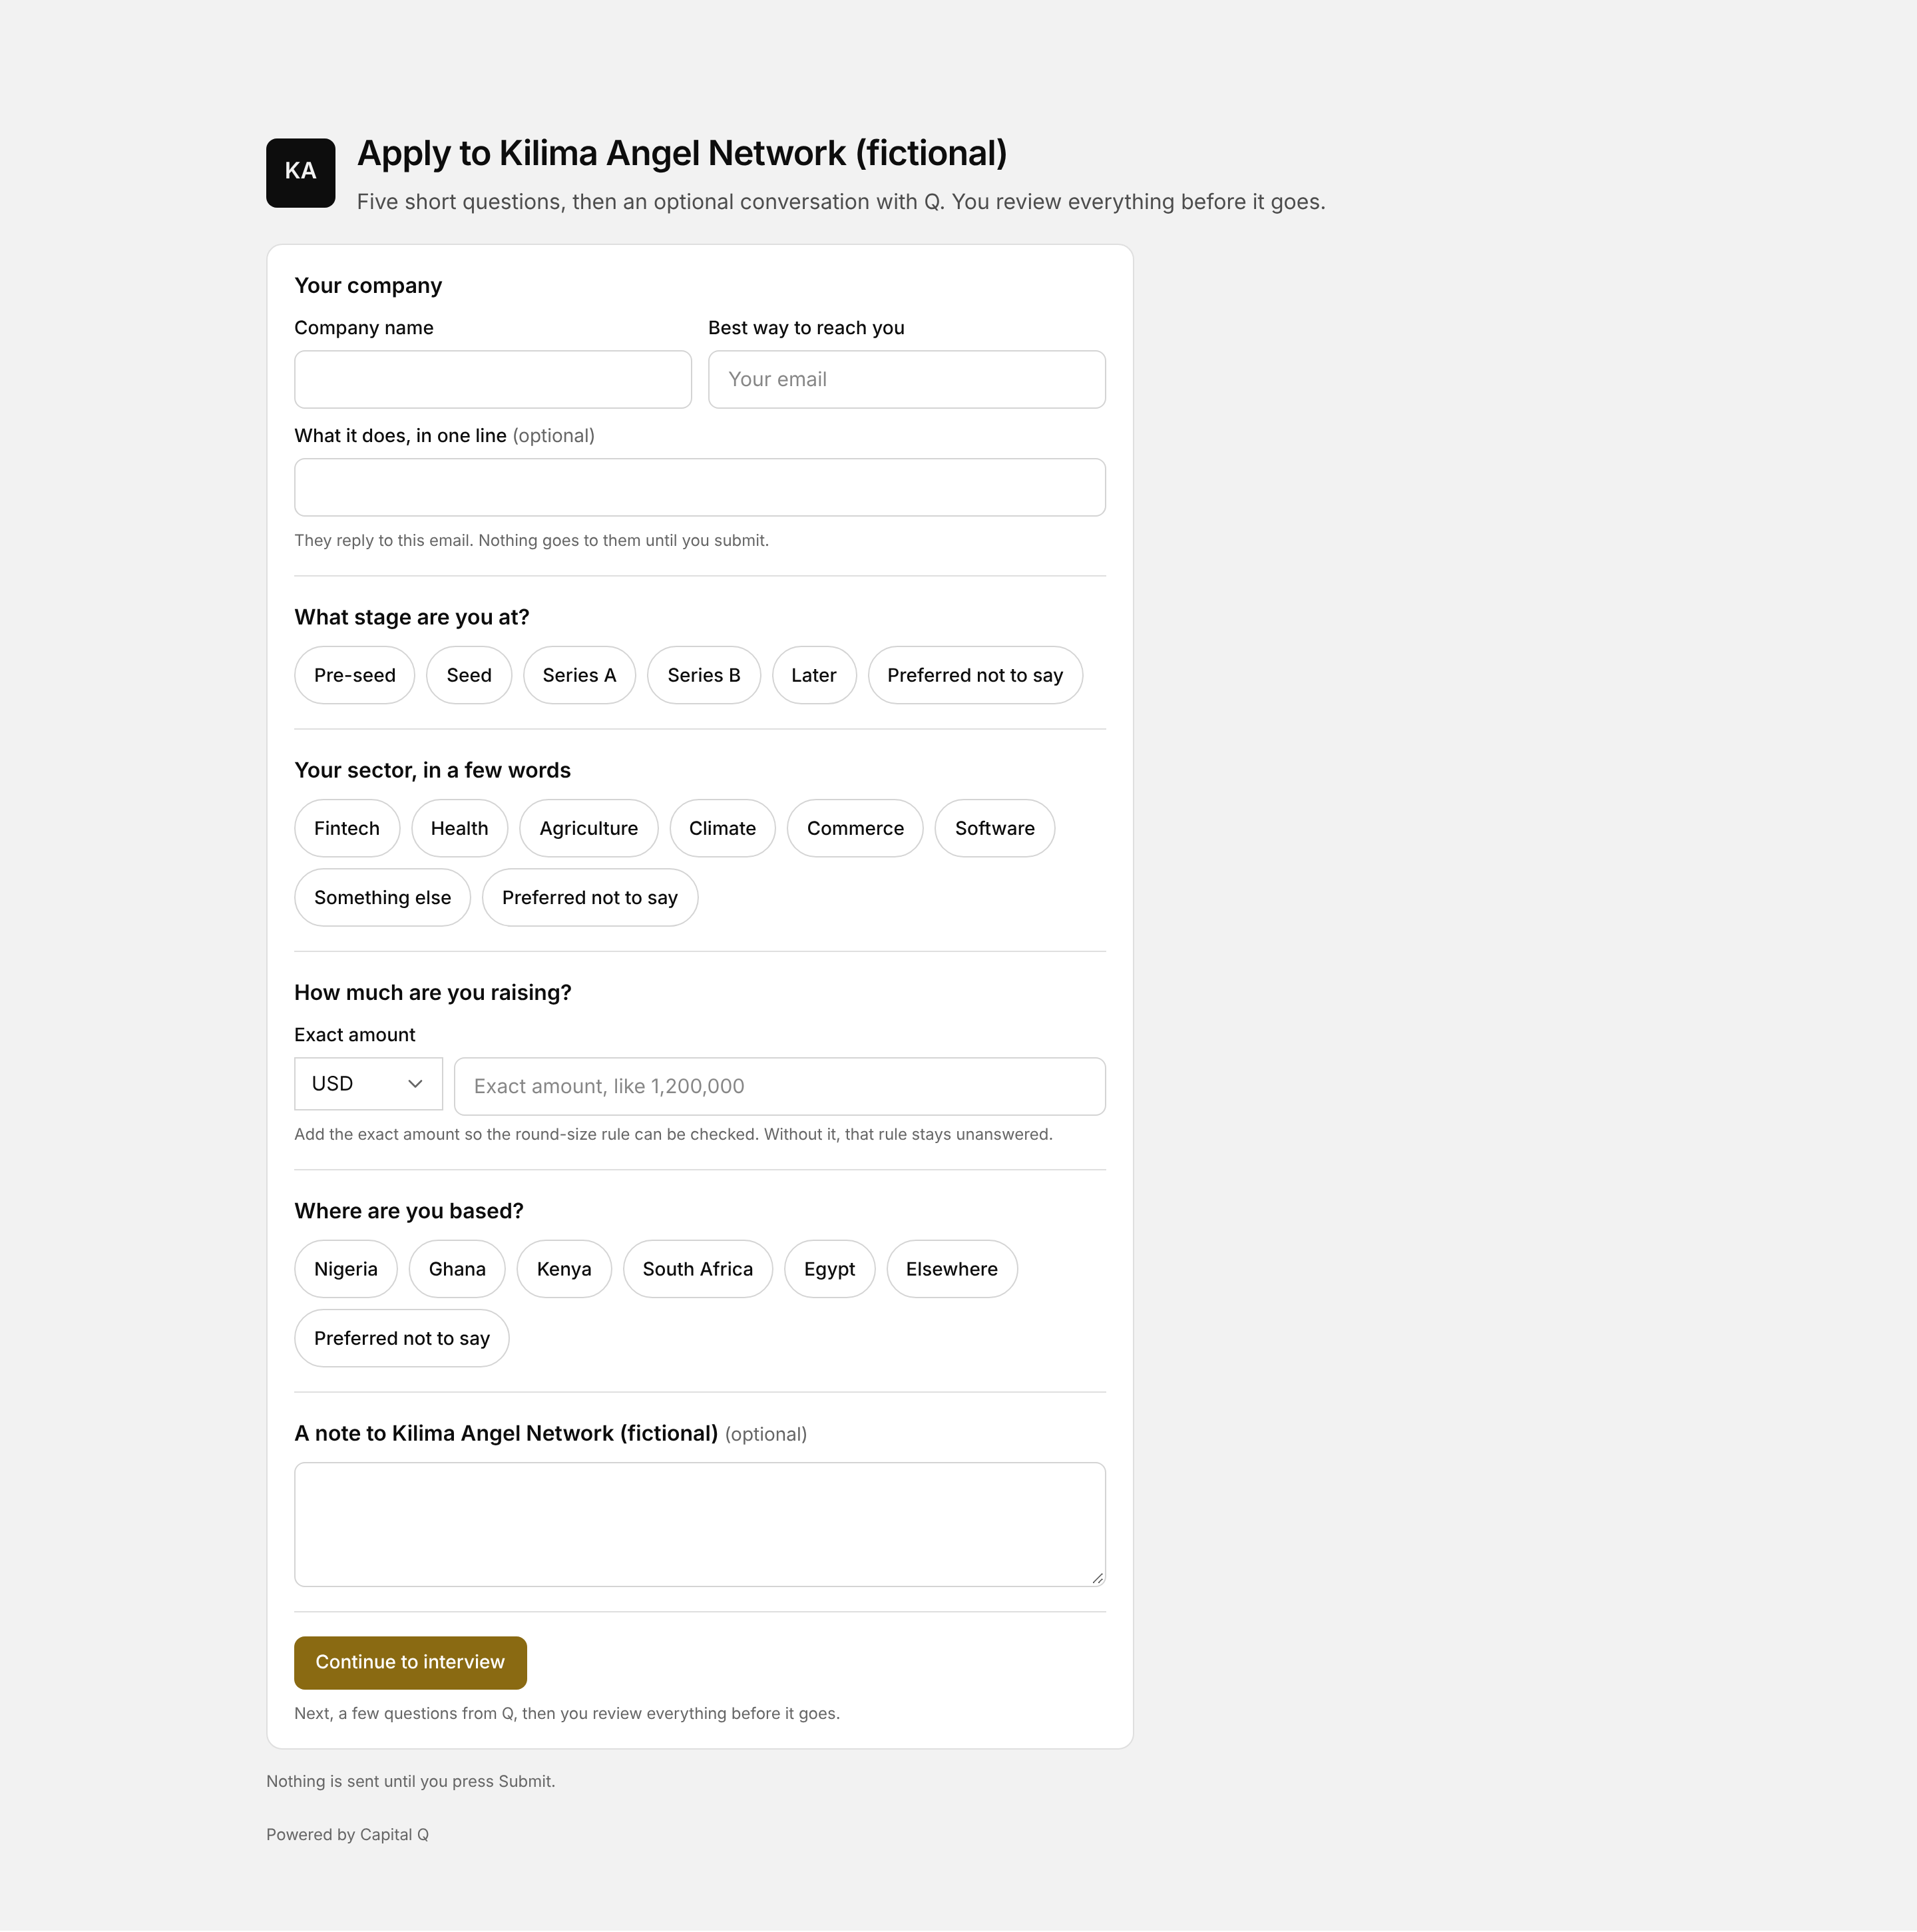 KA
Apply to Kilima Angel Network (fictional)
Five short questions, then an optional conversation with Q. You review everything before it goes.
Your company
Company name
Best way to reach you
Your email
What it does, in one line (optional)
They reply to this email. Nothing goes to them until you submit.
What stage are you at?
Pre-seed Seed Series A Series B Later Preferred not to say
Your sector, in a few words
Fintech Health Agriculture Climate Commerce Software
Something else Preferred not to say
How much are you raising?
Exact amount
USD Exact amount, like 1,200,000
Add the exact amount so the round-size rule can be checked. Without it, that rule stays unanswered.
Where are you based?
Nigeria Ghana Kenya South Africa Egypt Elsewhere
Preferred not to say
A note to Kilima Angel Network (fictional) (optional)
Continue to interview
Next, a few questions from Q, then you review everything before it goes.
Nothing is sent until you press Submit.
Powered by Capital Q